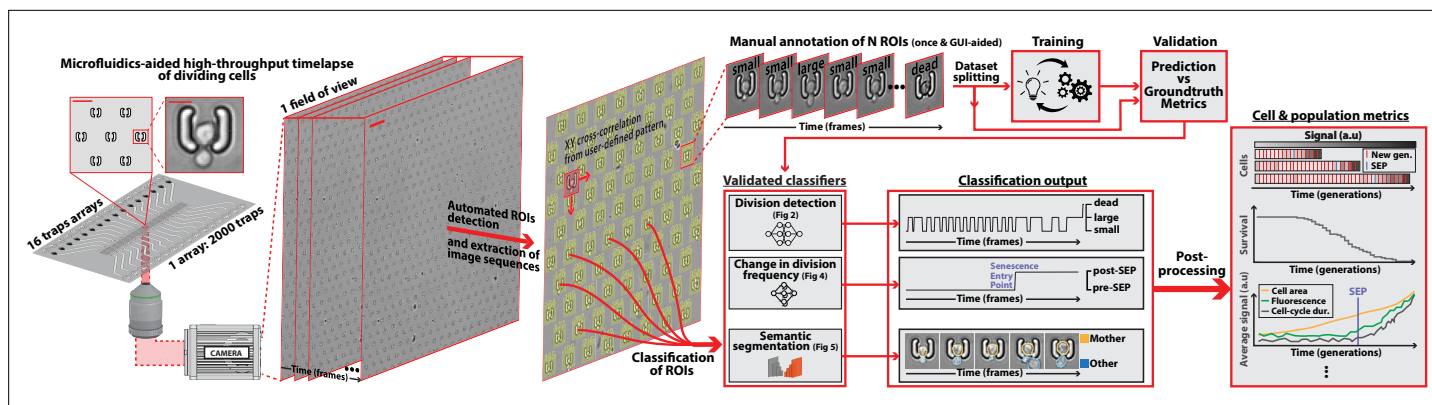 Microfluidics-aided high-throughput timelapse
of dividing cells
16 traps arrays
1 array: 2000 traps
CAMERA
1 field of view
Time (frames)
Automated ROIs
detection
and extraction of
image sequences
X,Y cross-correlation
from user-defined pattern
Classification
of ROIs
Manual annotation of N ROIs (once & GUI-aided)
small
small
large
small
small
dead
Time (frames)
Dataset
splitting
Training
Validation
Prediction
vs
Groundtruth
Metrics
Validated classifiers
Division detection
(Fig 2)
Change in division
frequency (Fig 4)
Semantic
segmentation (Fig 5)
Classification output
dead
large
small
Time (frames)
Senescence
Entry
Point
post-SEP
pre-SEP
Time (frames)
Mother
Other
Time (frames)
Post-
processing
Cell & population metrics
Signal (a.u)
Cells
New gen.
SEP
Time (generations)
Survival
Time (generations)
Average signal (a.u)
Cell area
Fluorescence
Cell-cycle dur.
SEP
Time (generations)